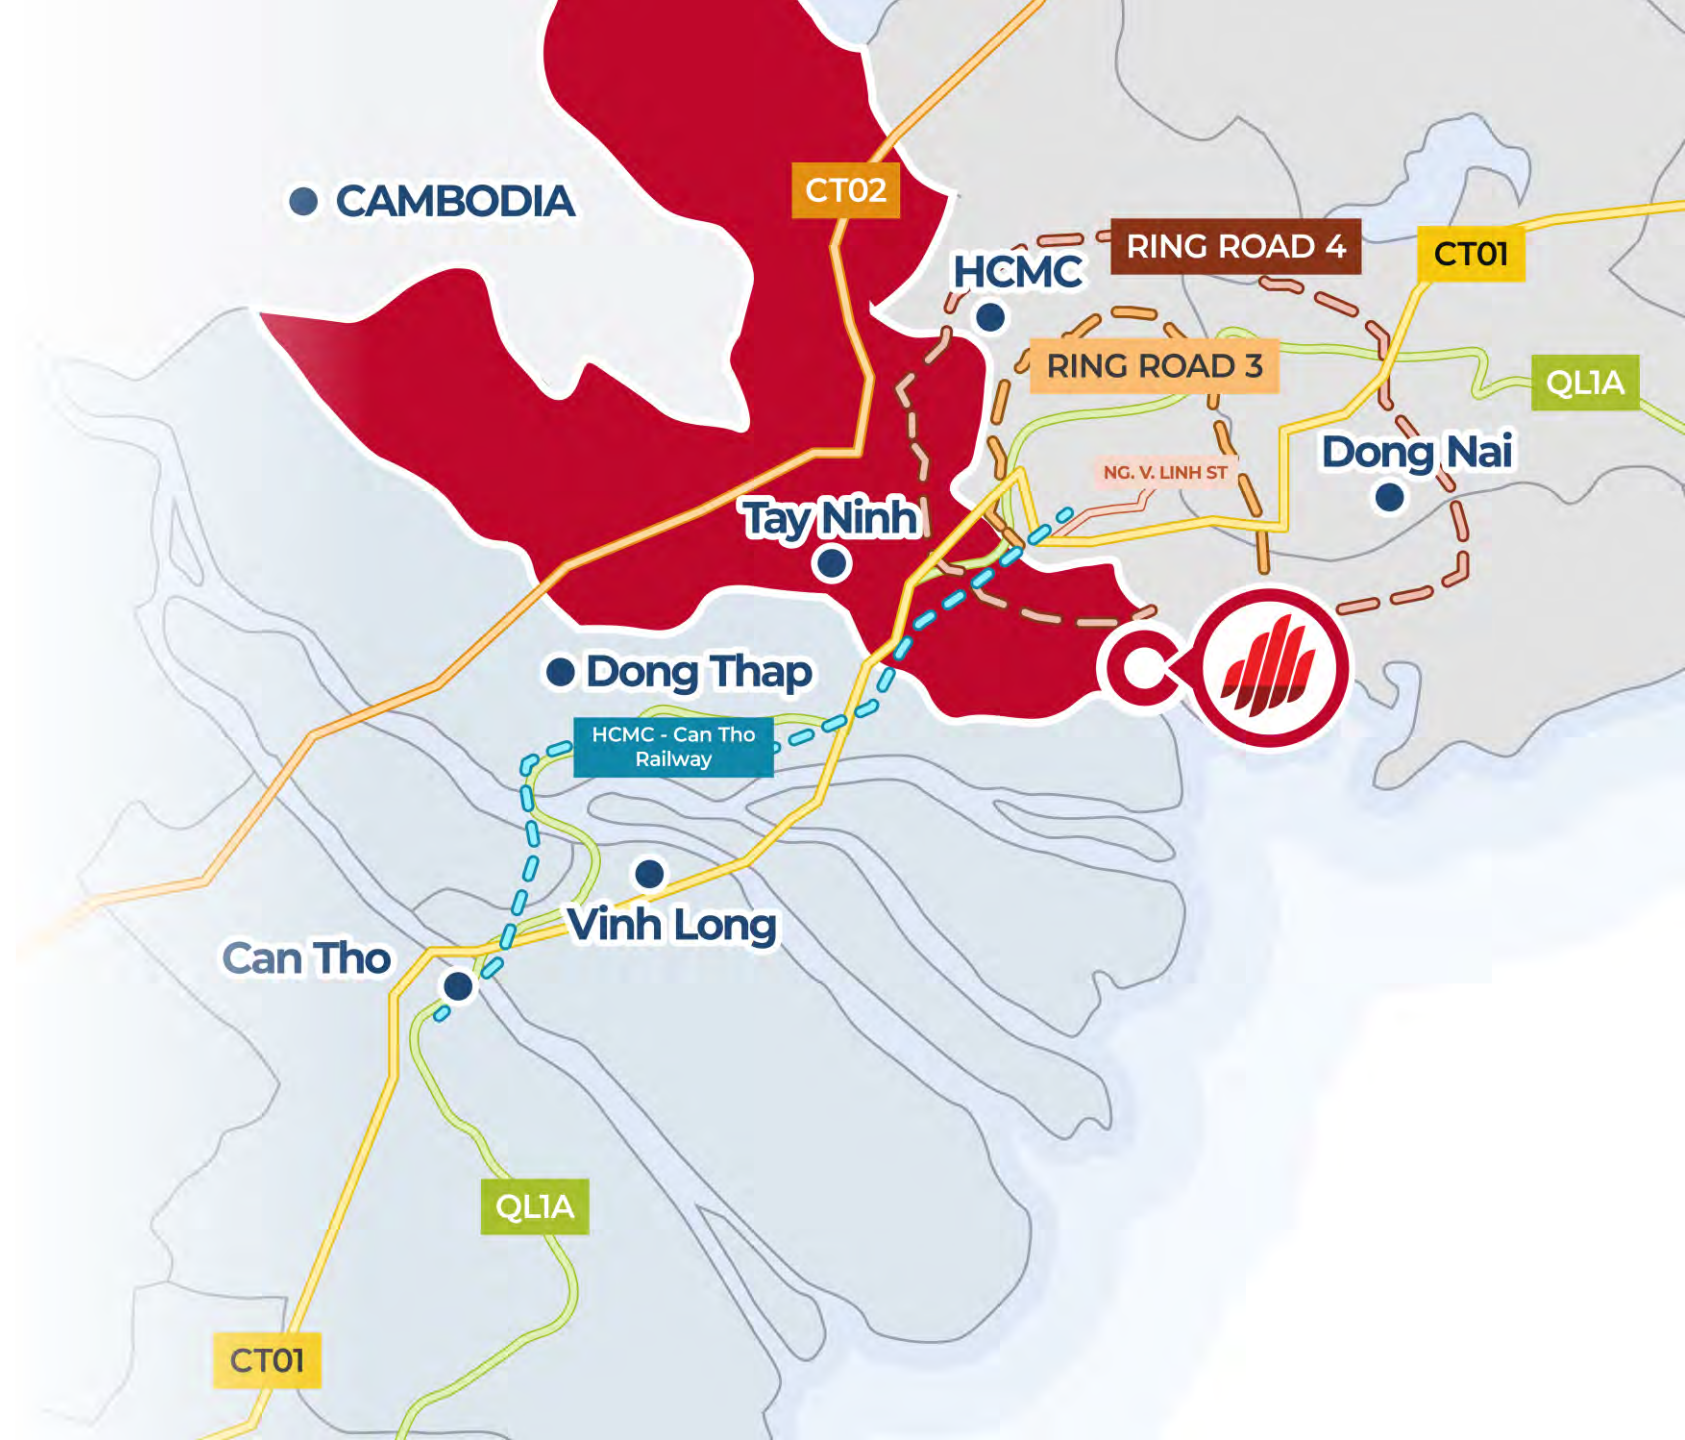 CT02
CAMBODIA
RING ROAD 4
CT01
HCMC
RING ROAD 3
QL1A
Dong Nai
NG. V. LINH ST
Tay Ninh
Dong Thap
HCMC - Can Tho
Railway
Vinh Long
Can Tho
QL1A
CT01